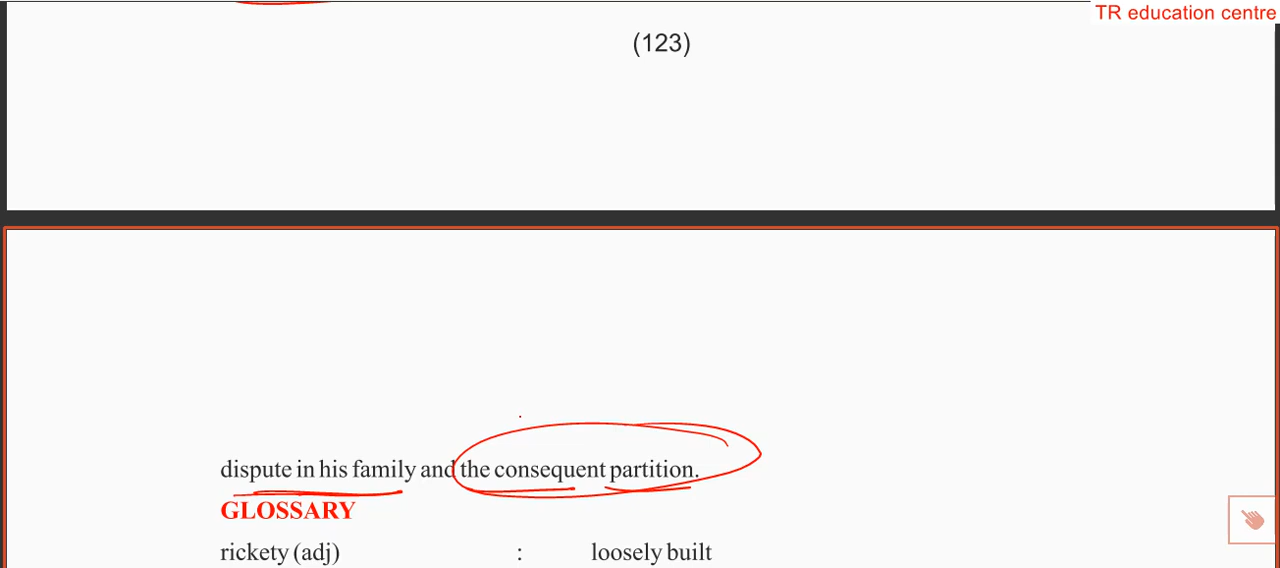 TR education centre
(123)
dispute in his family and the consequent partition.
GLOSSARY
rickety (adj) : loosely built